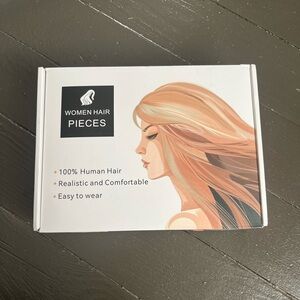 WOMEN HAIR
PIECES
100% Human Hair
Realistic and Comfortable
Easy to wear